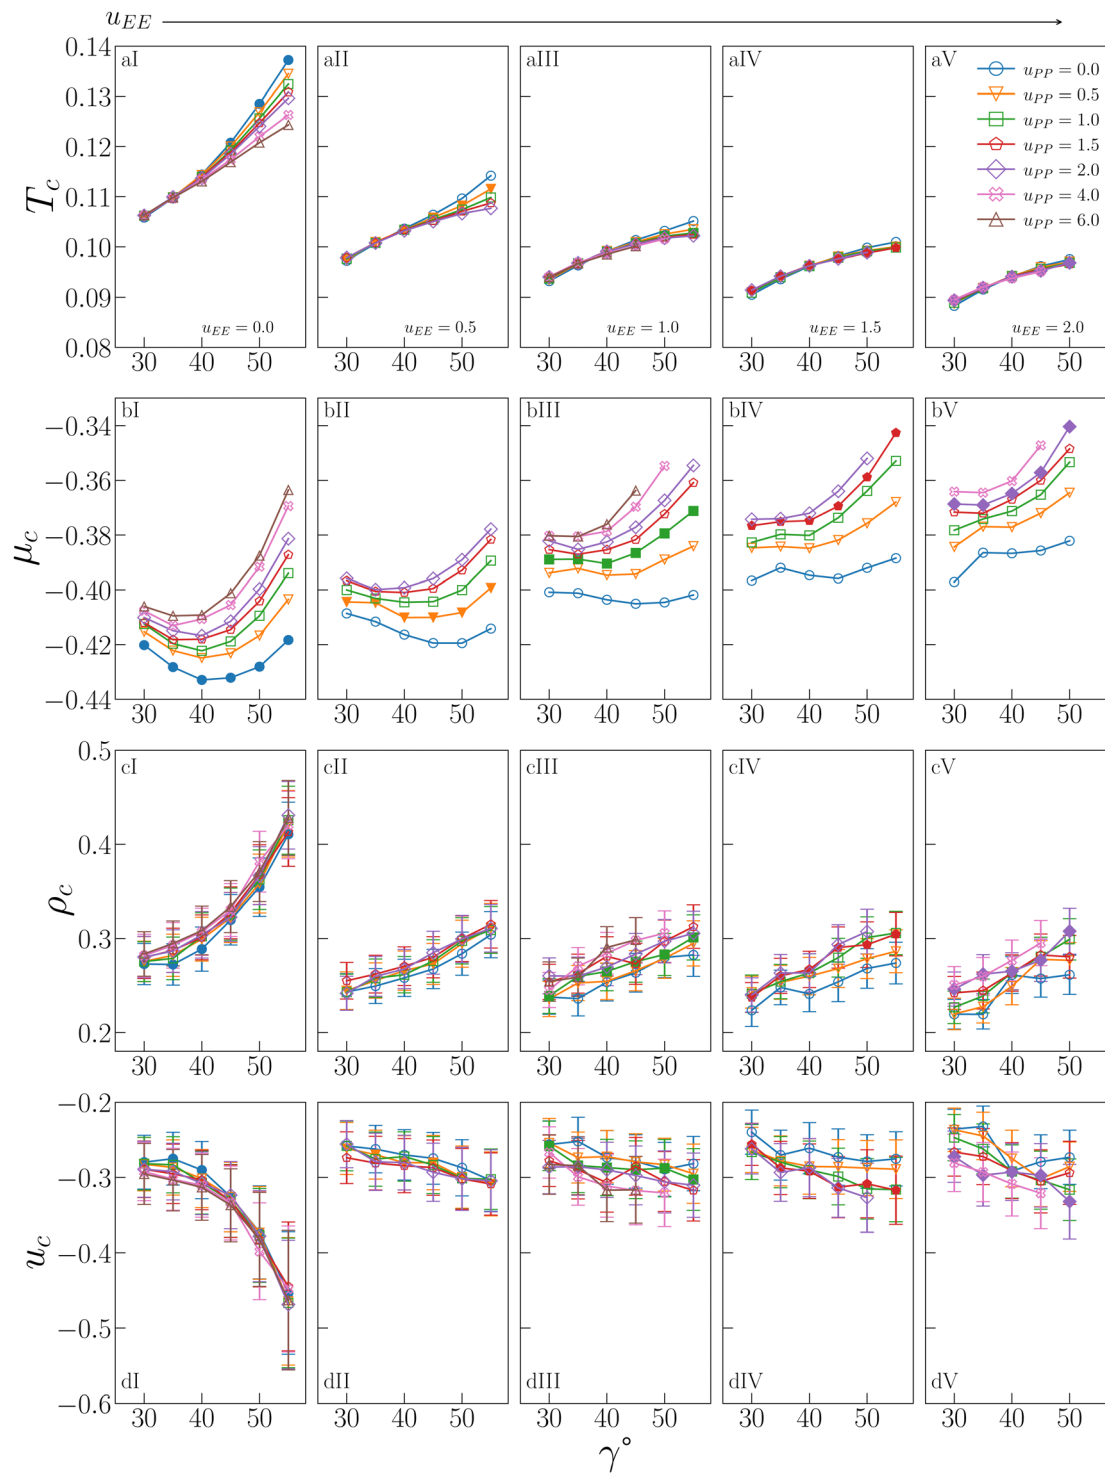 u_EE
aI aII aIII aIV aV
0.14
0.13
0.12
0.11
0.10
0.09
0.08
T_c
u_PP = 0.0
u_PP = 0.5
u_PP = 1.0
u_PP = 1.5
u_PP = 2.0
u_PP = 4.0
u_PP = 6.0
u_EE = 0.0 u_EE = 0.5 u_EE = 1.0 u_EE = 1.5 u_EE = 2.0
30 40 50 30 40 50 30 40 50 30 40 50 30 40 50
bI bII bIII bIV bV
−0.34
−0.36
−0.38
−0.40
−0.42
−0.44
μ_c
30 40 50 30 40 50 30 40 50 30 40 50 30 40 50
cI cII cIII cIV cV
0.5
0.4
0.3
0.2
ρ_c
30 40 50 30 40 50 30 40 50 30 40 50 30 40 50
−0.2
−0.3
−0.4
−0.5
−0.6
u_c
dI dII dIII dIV dV
30 40 50 30 40 50 30 40 50 30 40 50 30 40 50
γ°